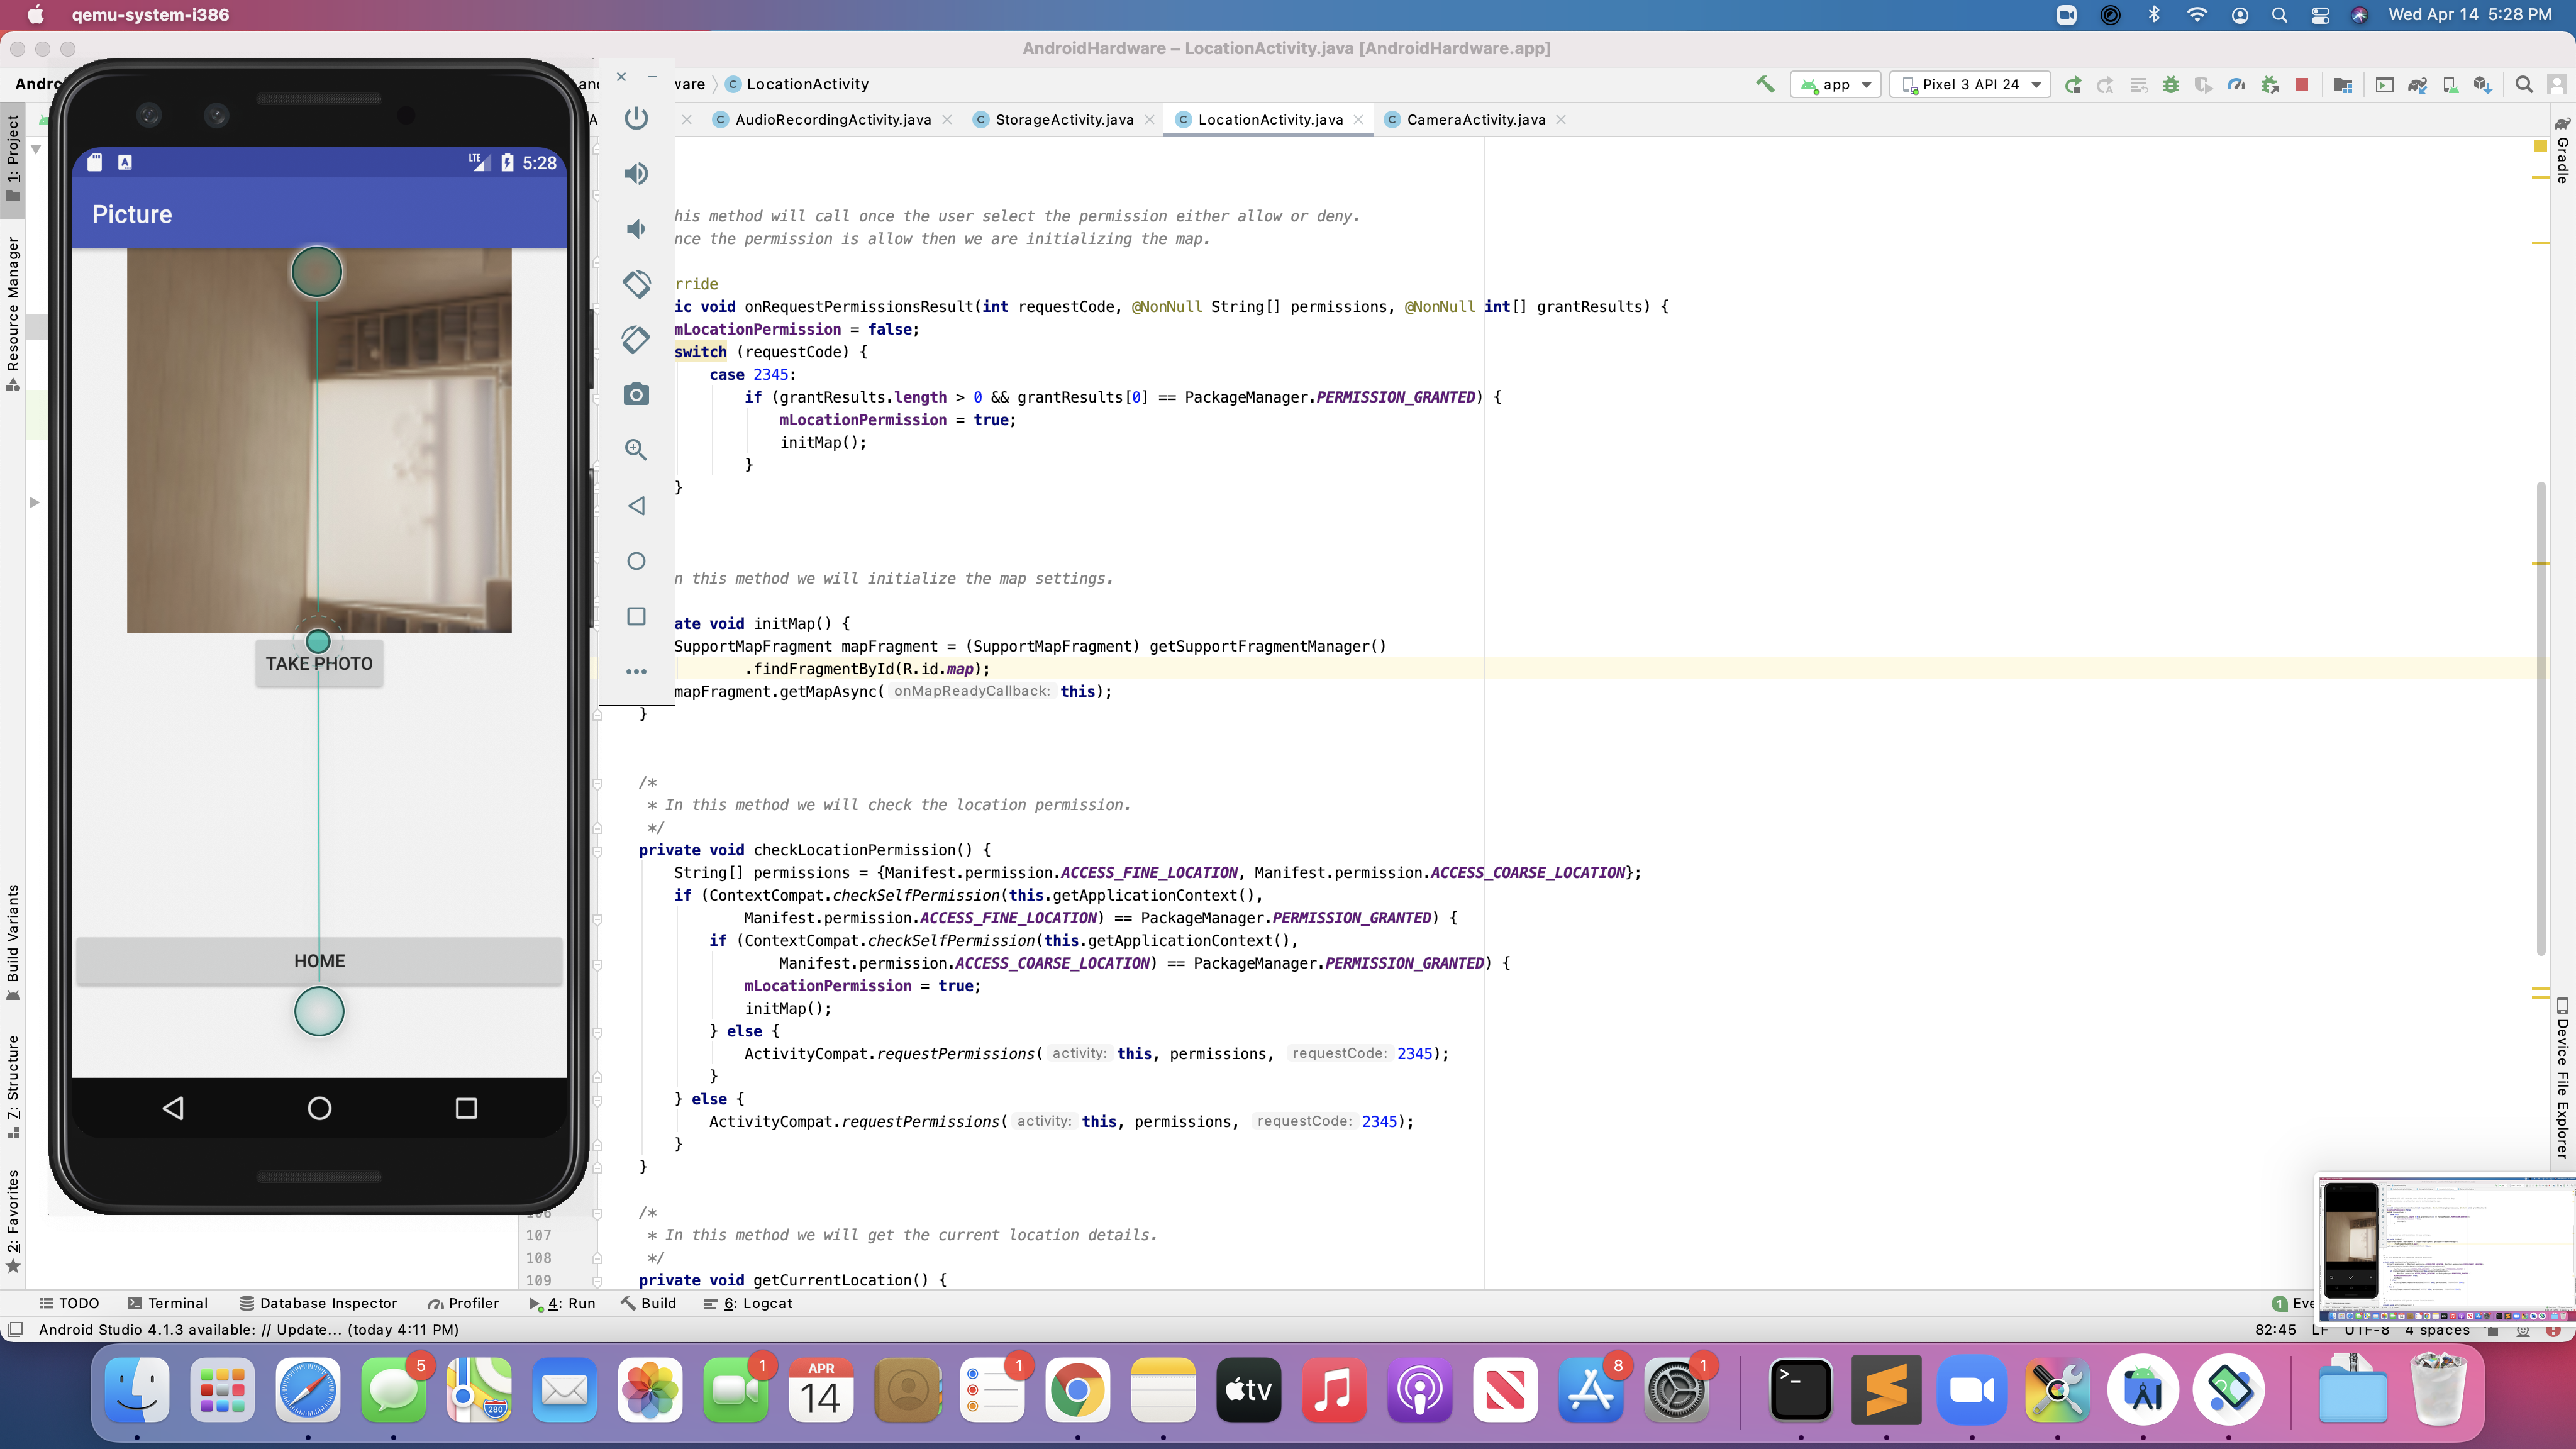 qemu-system-i386
Wed Apr 14 5:28 PM
AndroidHardware – LocationActivity.java [AndroidHardware.app]
LocationActivity
app
Pixel 3 API 24
AudioRecordingActivity.java
StorageActivity.java
LocationActivity.java
CameraActivity.java
1: Project
Resource Manager
Build Variants
7: Structure
2: Favorites
Gradle
Device File Explorer
LTE
5:28
Picture
TAKE PHOTO
HOME
his method will call once the user select the permission either allow or deny.
nce the permission is allow then we are initializing the map.
rride
ic void onRequestPermissionsResult(int requestCode, @NonNull String[] permissions, @NonNull int[] grantResults) {
mLocationPermission = false;
switch (requestCode) {
case 2345:
if (grantResults.length > 0 && grantResults[0] == PackageManager.PERMISSION_GRANTED) {
mLocationPermission = true;
initMap();
}
}
n this method we will initialize the map settings.
ate void initMap() {
SupportMapFragment mapFragment = (SupportMapFragment) getSupportFragmentManager()
.findFragmentById(R.id.map);
mapFragment.getMapAsync( onMapReadyCallback: this);
}
/*
* In this method we will check the location permission.
*/
private void checkLocationPermission() {
String[] permissions = {Manifest.permission.ACCESS_FINE_LOCATION, Manifest.permission.ACCESS_COARSE_LOCATION};
if (ContextCompat.checkSelfPermission(this.getApplicationContext(),
Manifest.permission.ACCESS_FINE_LOCATION) == PackageManager.PERMISSION_GRANTED) {
if (ContextCompat.checkSelfPermission(this.getApplicationContext(),
Manifest.permission.ACCESS_COARSE_LOCATION) == PackageManager.PERMISSION_GRANTED) {
mLocationPermission = true;
initMap();
} else {
ActivityCompat.requestPermissions( activity: this, permissions, requestCode: 2345);
}
} else {
ActivityCompat.requestPermissions( activity: this, permissions, requestCode: 2345);
}
}
/*
107 * In this method we will get the current location details.
108 */
109 private void getCurrentLocation() {
TODO
Terminal
Database Inspector
Profiler
4: Run
Build
6: Logcat
1 Eve
Android Studio 4.1.3 available: // Update... (today 4:11 PM)
82:45 LF UTF-8 4 spaces
5
280
1
APR
14
1
tv
8
1